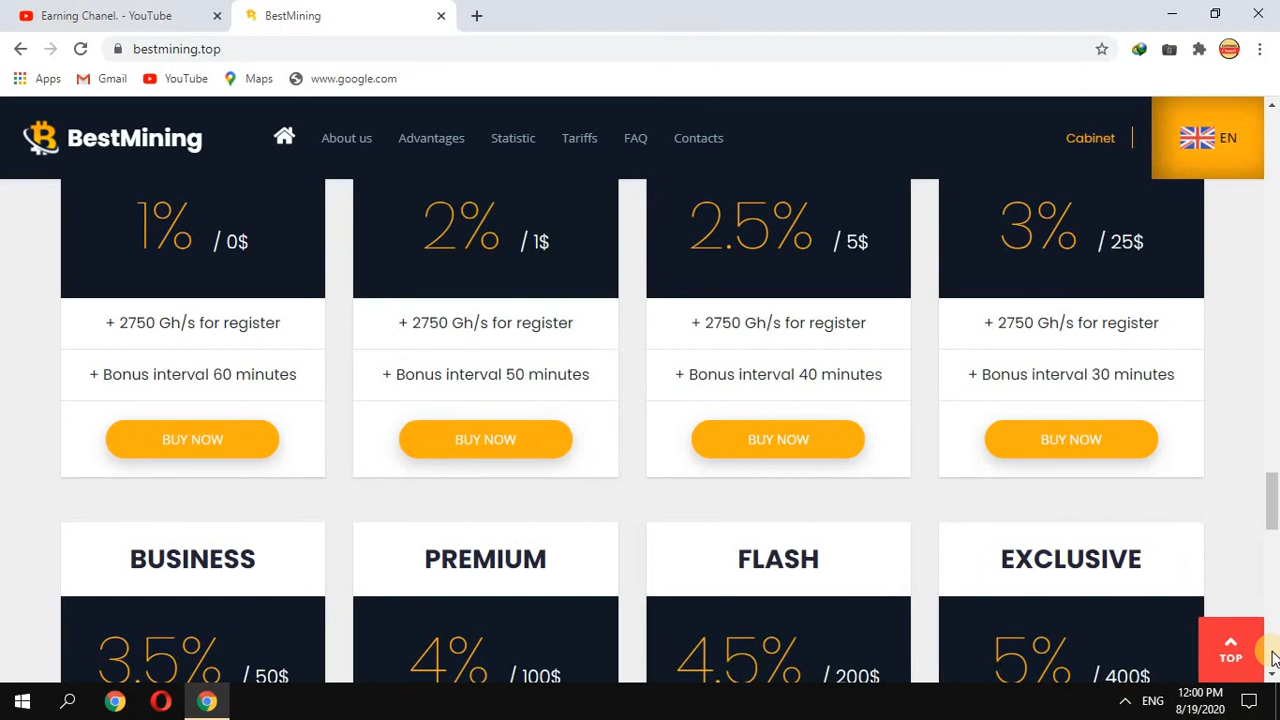 Earning Chanel. - YouTube
BestMining
bestmining.top
Apps
Gmail
YouTube
Maps
www.google.com
BestMining
About us
Advantages
Statistic
Tariffs
FAQ
Contacts
Cabinet
EN
1% / 0$
2% / 1$
2.5% / 5$
3% / 25$
+ 2750 Gh/s for register
+ 2750 Gh/s for register
+ 2750 Gh/s for register
+ 2750 Gh/s for register
+ Bonus interval 60 minutes
+ Bonus interval 50 minutes
+ Bonus interval 40 minutes
+ Bonus interval 30 minutes
BUY NOW
BUY NOW
BUY NOW
BUY NOW
BUSINESS
PREMIUM
FLASH
EXCLUSIVE
3.5% / 50$
4% / 100$
4.5% / 200$
5% / 400$
TOP
ENG
12:00 PM
8/19/2020